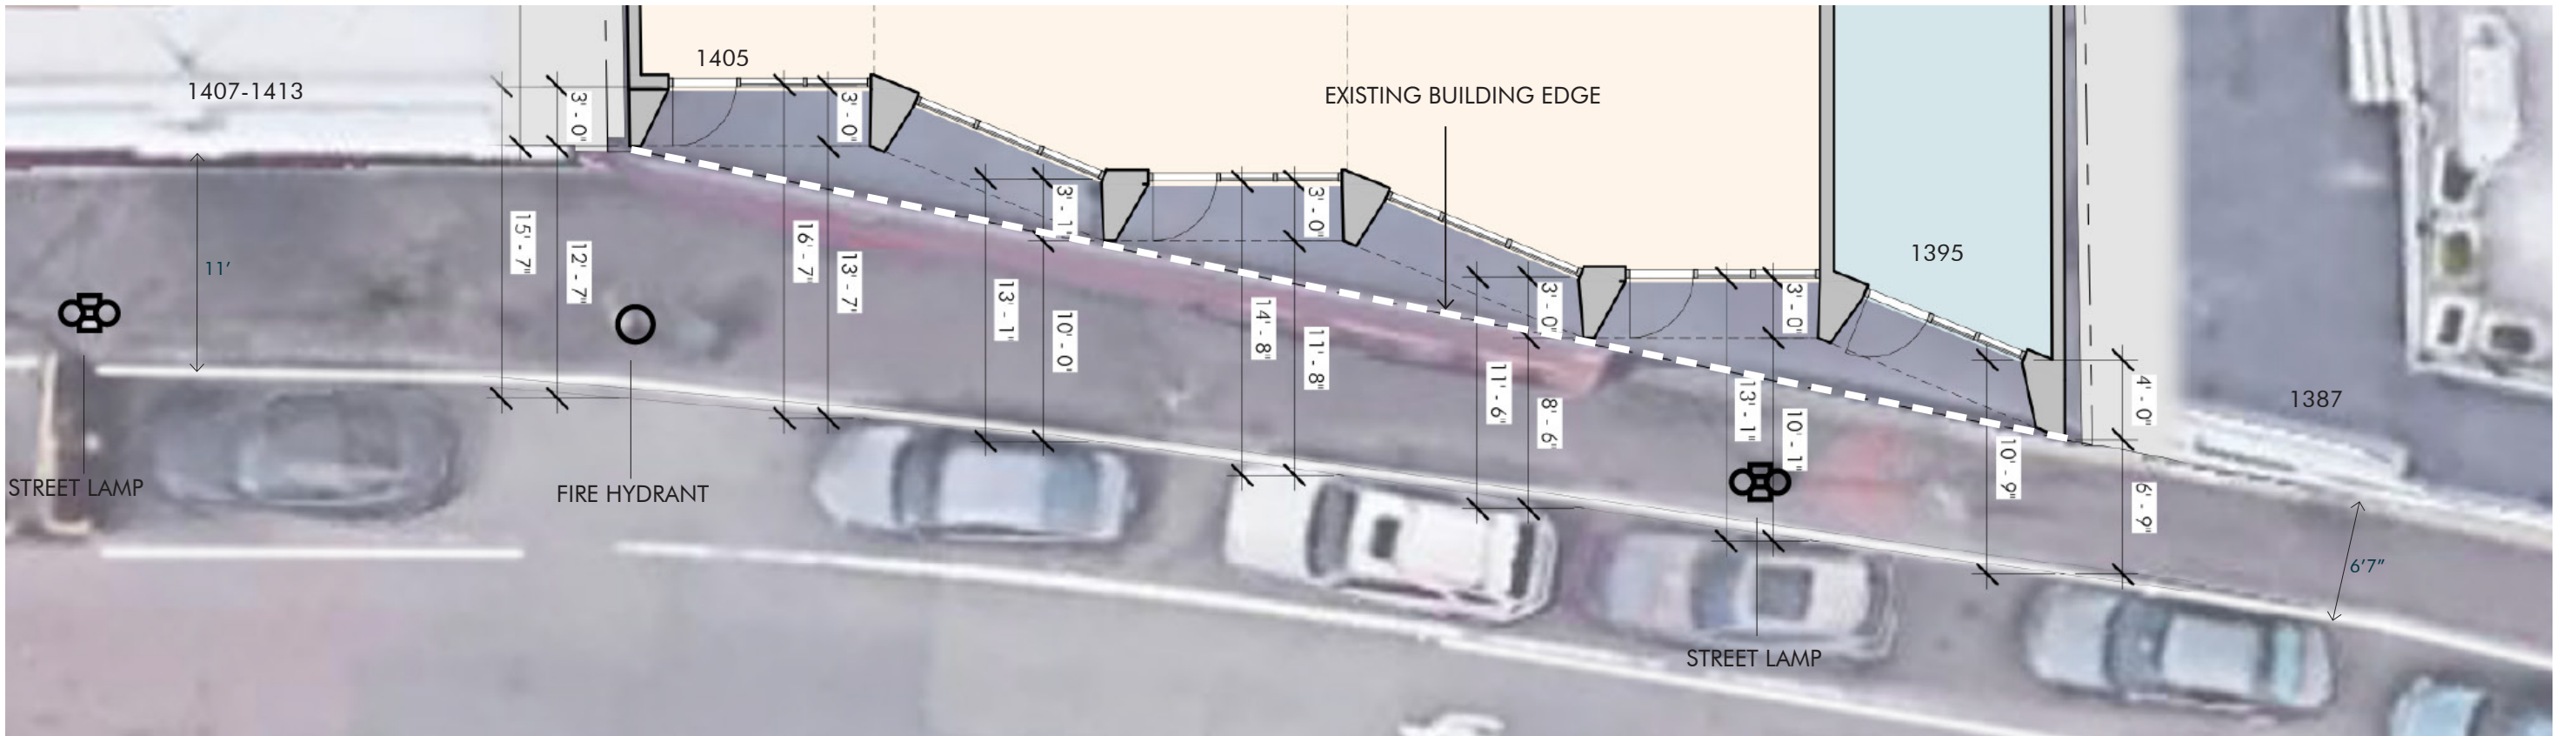 1405
1407-1413
EXISTING BUILDING EDGE
3' - 0"
3' - 0"
3' - 1"
3' - 0"
15' - 7"
12' - 7"
16' - 7"
13' - 7"
11'
1395
13' - 1"
10' - 0"
14' - 8"
11' - 8"
3' - 0"
3' - 0"
11' - 6"
8' - 6"
13' - 1"
10' - 1"
4' - 0"
1387
10' - 9"
6' - 9"
STREET LAMP
FIRE HYDRANT
6'7"
STREET LAMP